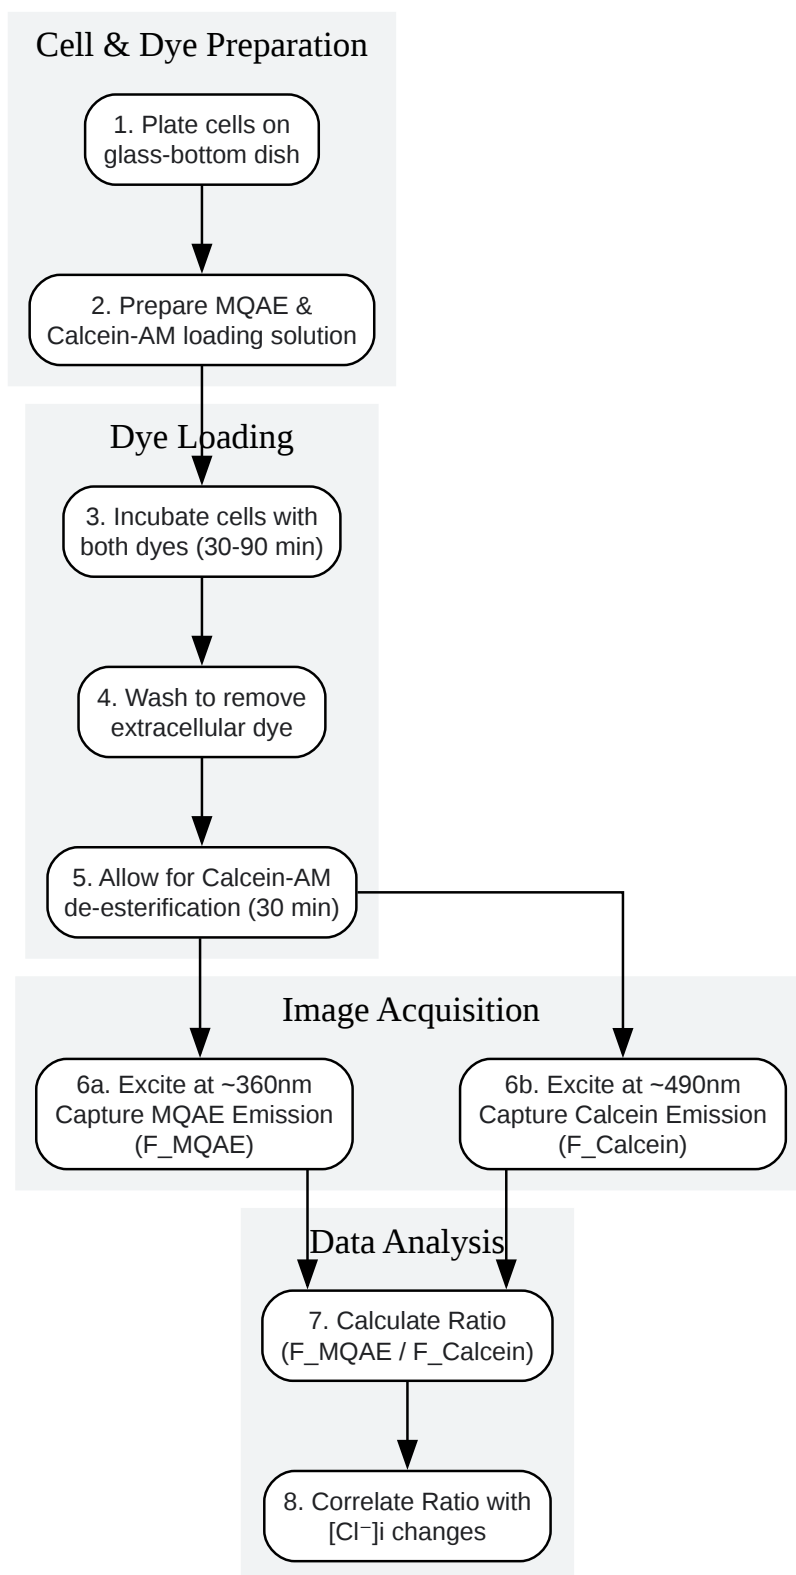 Cell & Dye Preparation
1. Plate cells on
glass-bottom dish
2. Prepare MQAE &
Calcein-AM loading solution
Dye Loading
3. Incubate cells with
both dyes (30-90 min)
4. Wash to remove
extracellular dye
5. Allow for Calcein-AM
de-esterification (30 min)
Image Acquisition
6a. Excite at ~360nm
Capture MQAE Emission
(F_MQAE)
6b. Excite at ~490nm
Capture Calcein Emission
(F_Calcein)
Data Analysis
7. Calculate Ratio
(F_MQAE / F_Calcein)
8. Correlate Ratio with
[Cl⁻]i changes